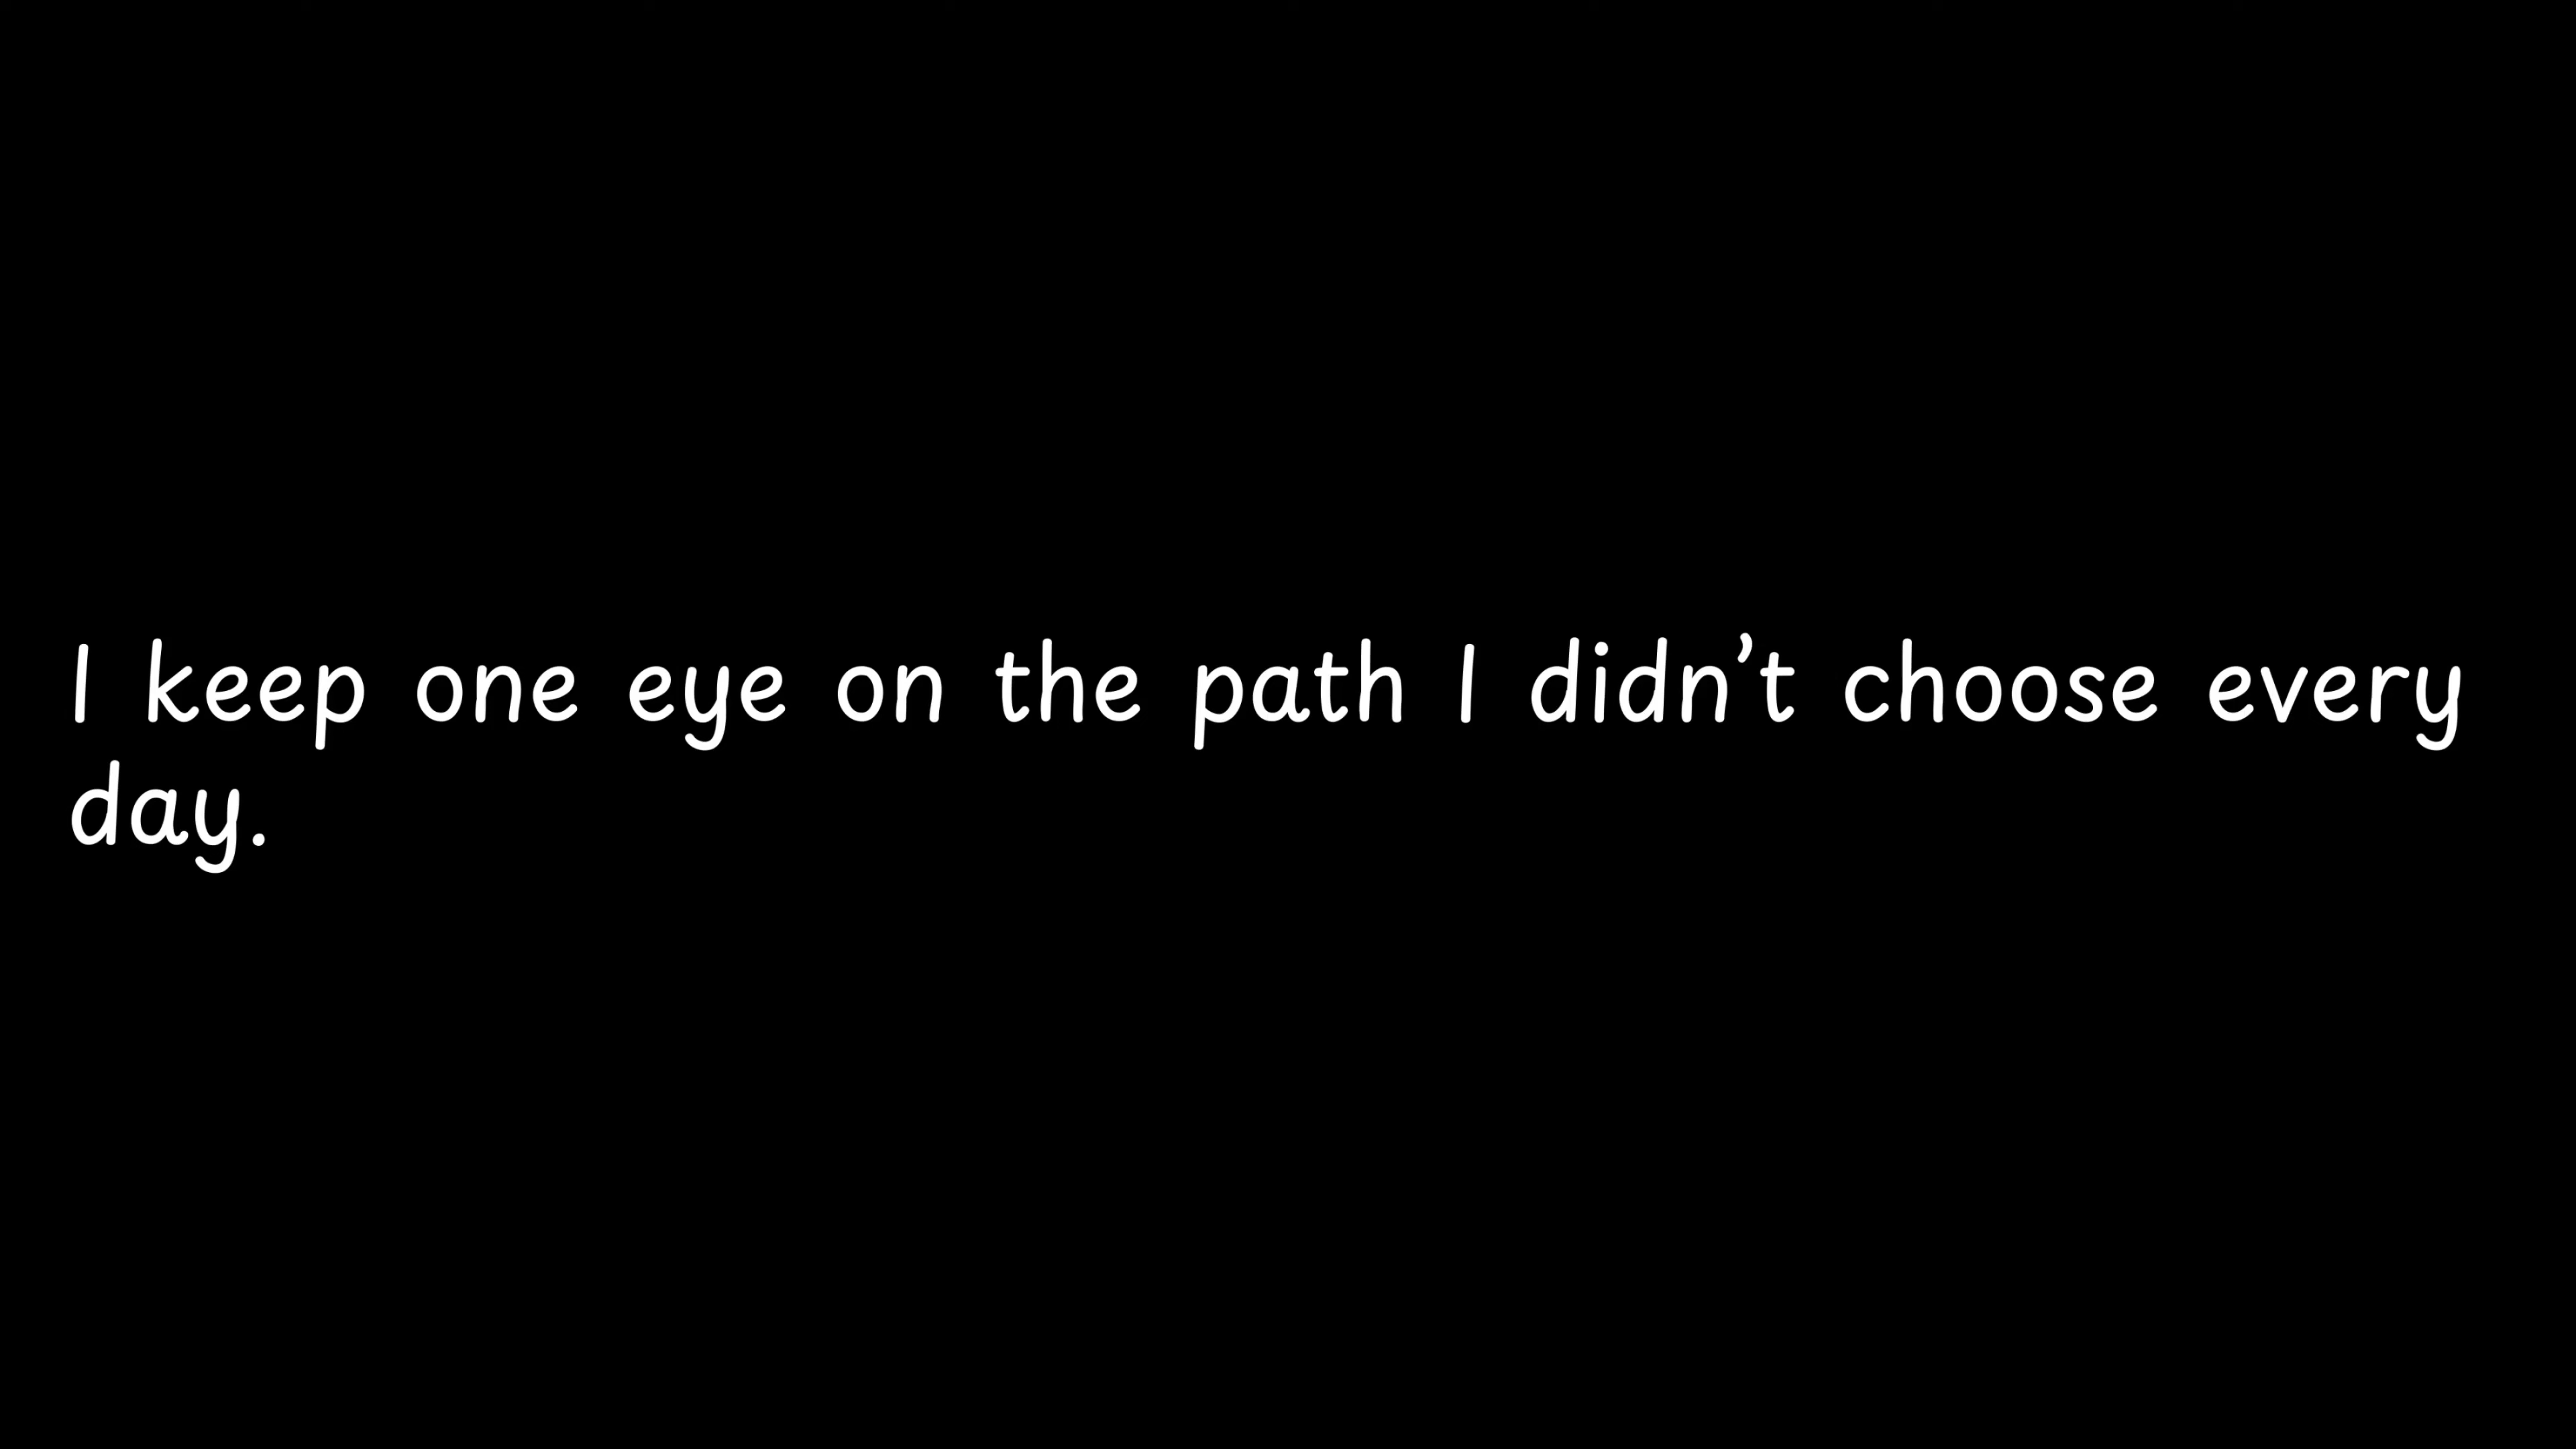 I keep one eye on the path I didn’t choose every
day.